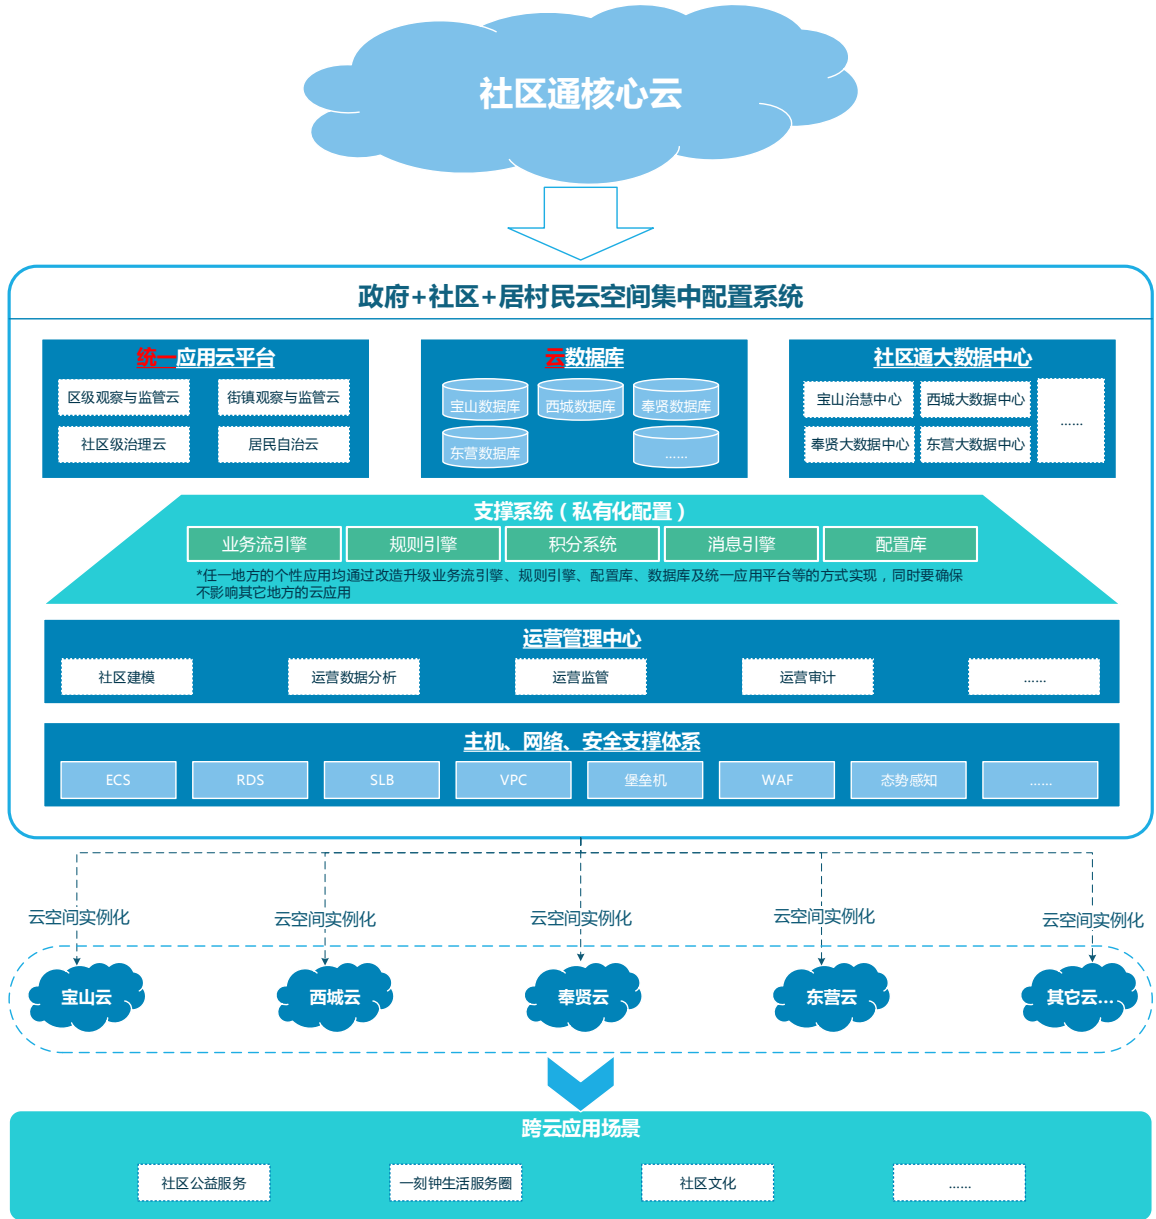 社区通核心云
政府+社区+居村民云空间集中配置系统
统一应用云平台
区级观察与监管云
街镇观察与监管云
社区级治理云
居民自治云
云数据库
宝山数据库
西城数据库
奉贤数据库
东营数据库
......
社区通大数据中心
宝山治慧中心
西城大数据中心
奉贤大数据中心
东营大数据中心
......
支撑系统（私有化配置）
业务流引擎
规则引擎
积分系统
消息引擎
配置库
*任一地方的个性应用均通过改造升级业务流引擎、规则引擎、配置库、数据库及统一应用平台等的方式实现，同时要确保
不影响其它地方的云应用
运营管理中心
社区建模
运营数据分析
运营监管
运营审计
......
主机、网络、安全支撑体系
ECS
RDS
SLB
VPC
堡垒机
WAF
态势感知
......
云空间实例化
云空间实例化
云空间实例化
云空间实例化
云空间实例化
宝山云
西城云
奉贤云
东营云
其它云...
跨云应用场景
社区公益服务
一刻钟生活服务圈
社区文化
......